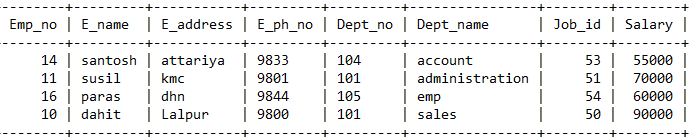 Emp_no | E_name | E_address | E_ph_no | Dept_no | Dept_name | Job_id | Salary |
14 | santosh | attariya | 9833 | 104 | account | 53 | 55000 |
11 | susil | kmc | 9801 | 101 | administration | 51 | 70000 |
16 | paras | dhn | 9844 | 105 | emp | 54 | 60000 |
10 | dahit | Lalpur | 9800 | 101 | sales | 50 | 90000 |